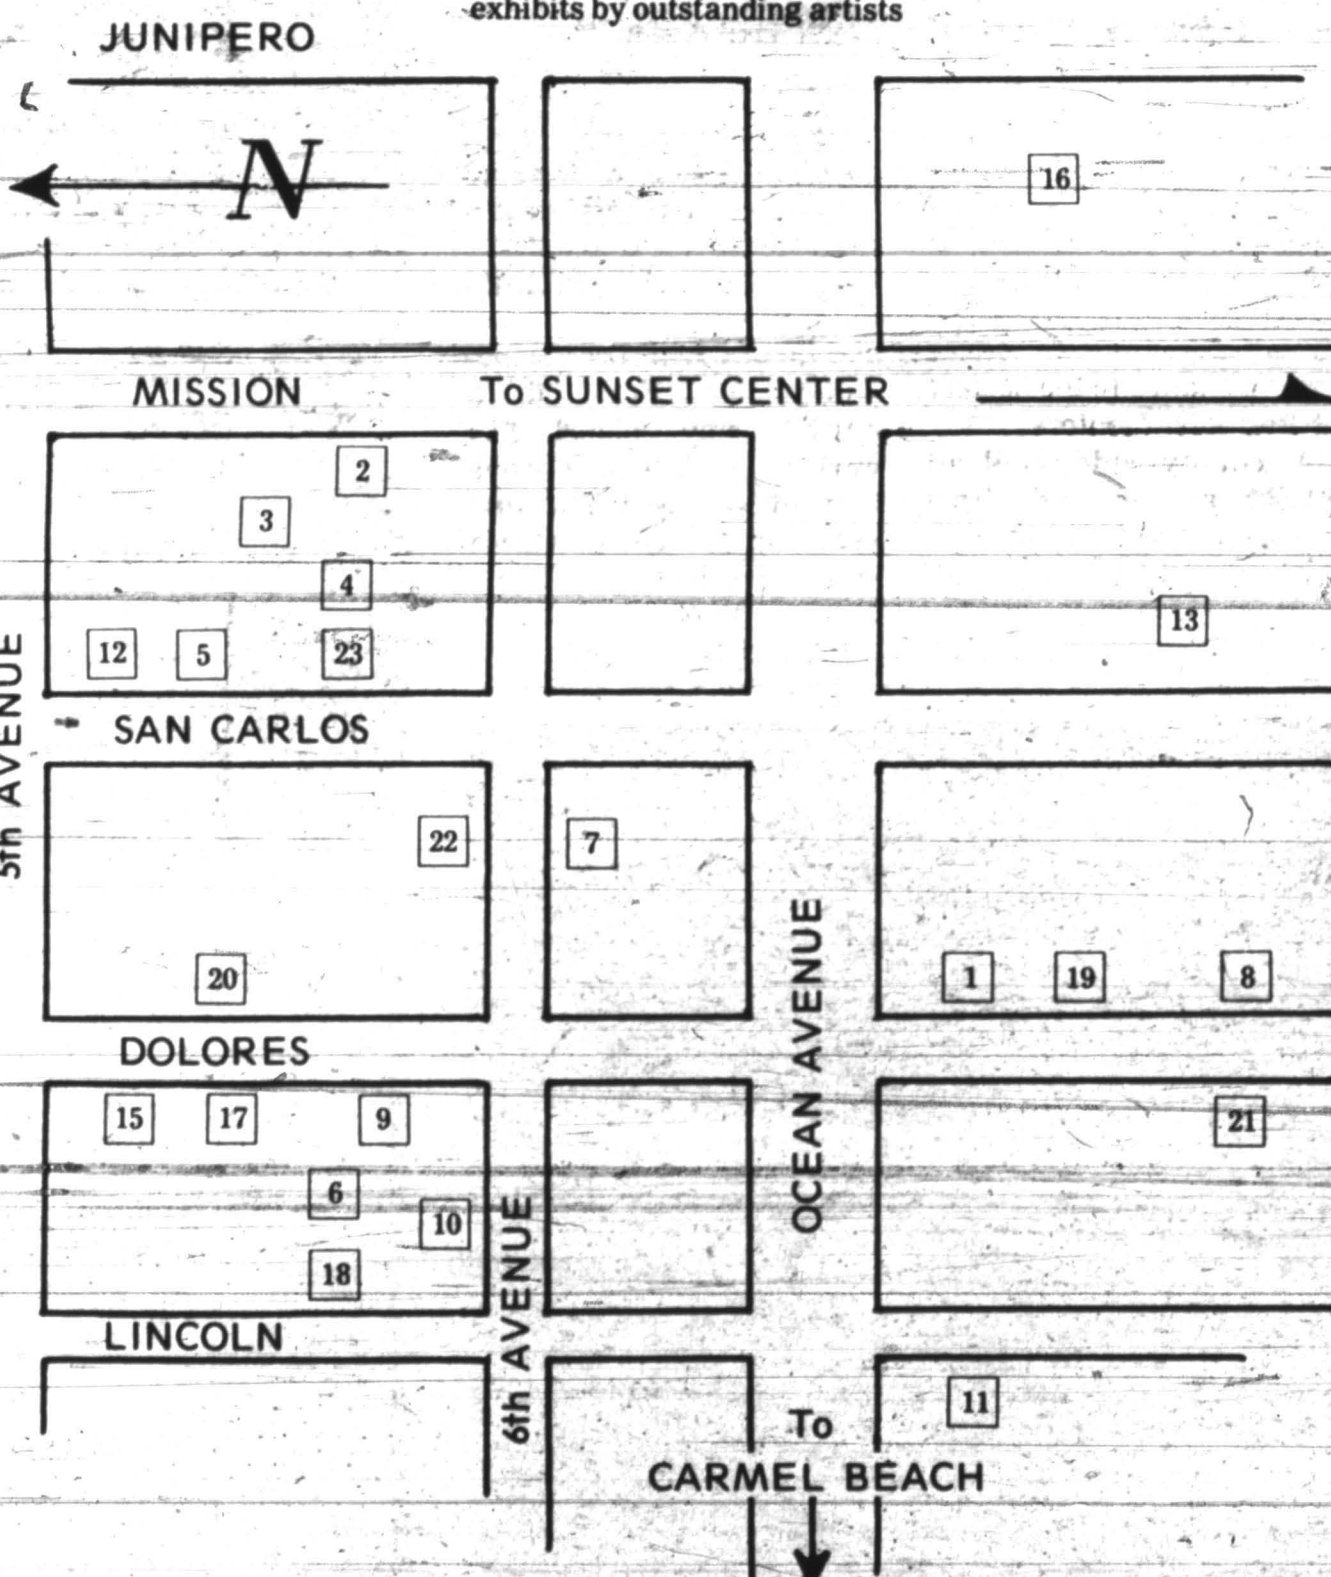 exhibits by outstanding artists
JUNIPERO
N
16
MISSION
To SUNSET CENTER
2
3
4
12
5
23
13
5th AVENUE
SAN CARLOS
22
7
20
1
19
8
OCEAN AVENUE
DOLORES
15
17
9
21
6
10
18
6th AVENUE
LINCOLN
11
To
CARMEL BEACH